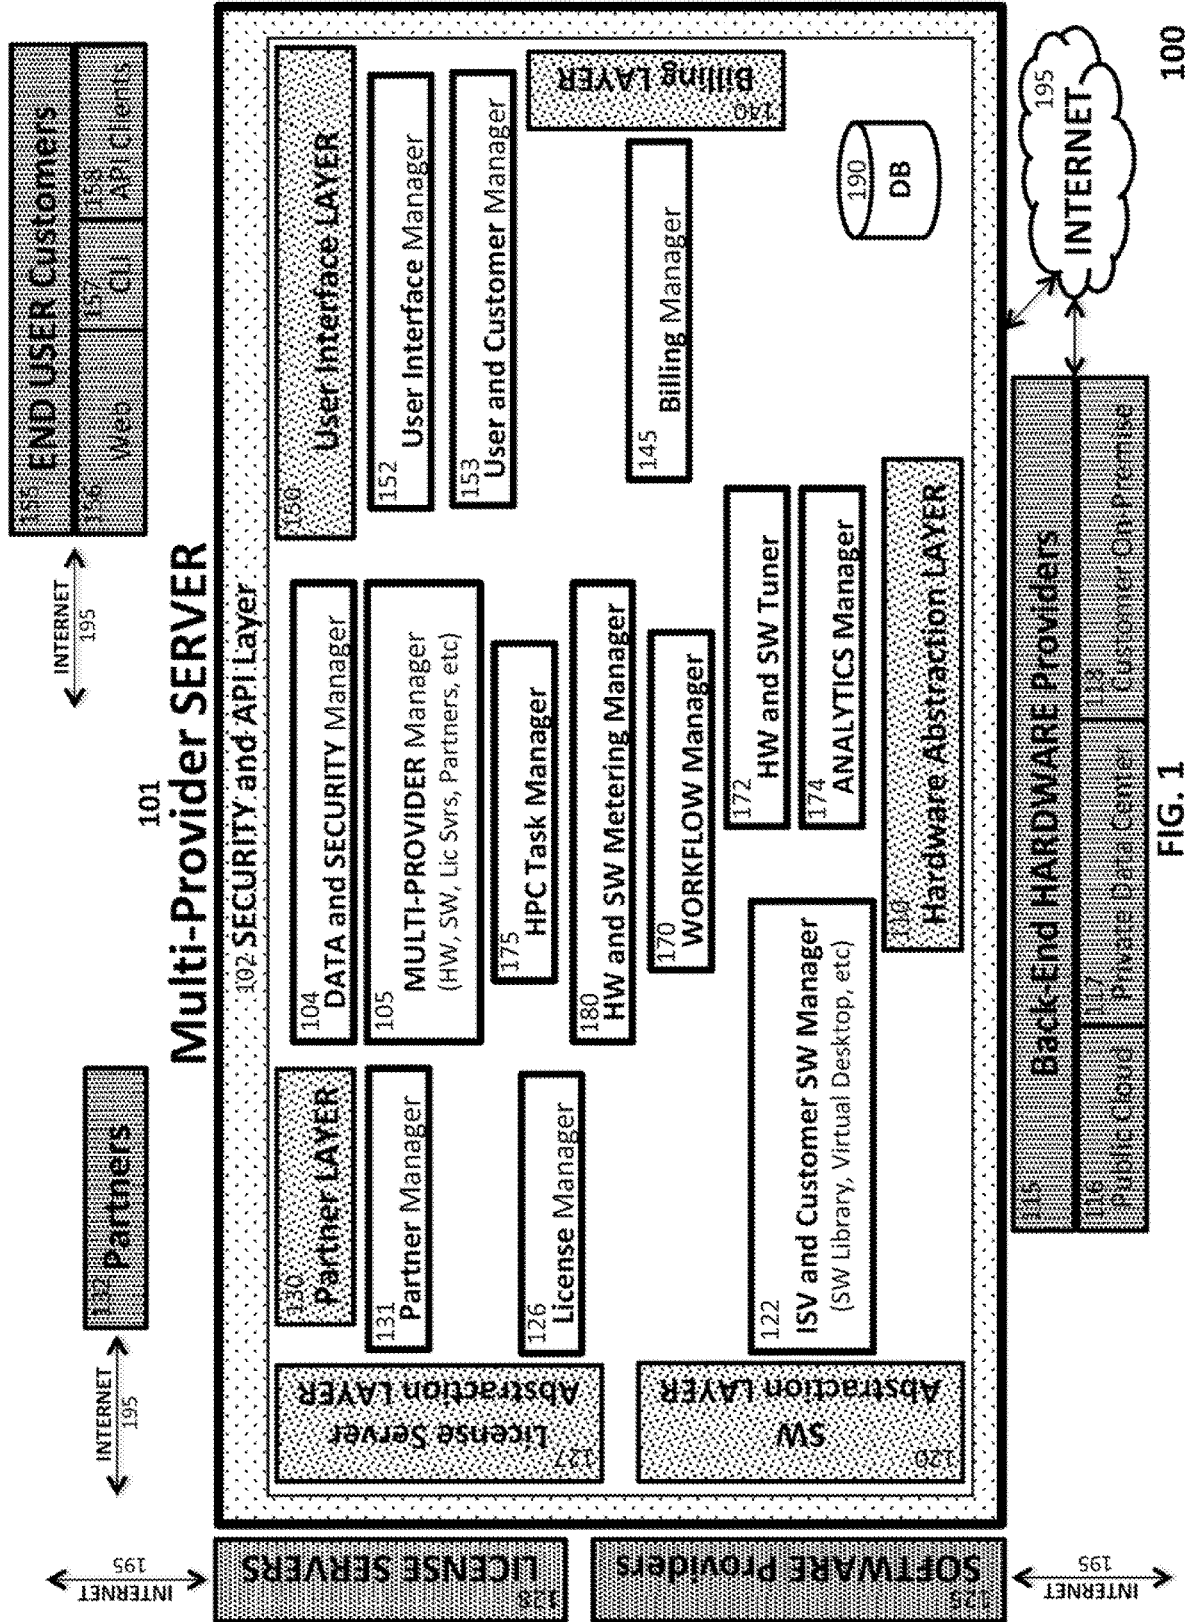 132 Partners
INTERNET
195
155 END USER Customers
156 Web
157 CLI
158 API Clients
INTERNET
195
101
Multi-Provider SERVER
102 SECURITY and API Layer
INTERNET
195
128 LICENSE SERVERS
127 License Server
Abstraction LAYER
130 Partner LAYER
131 Partner Manager
126 License Manager
104 DATA and SECURITY Manager
105 MULTI-PROVIDER Manager
(HW, SW, Lic Svrs, Partners, etc)
175 HPC Task Manager
180 HW and SW Metering Manager
170 WORKFLOW Manager
150 User Interface LAYER
152 User Interface Manager
153 User and Customer Manager
140 Billing LAYER
145 Billing Manager
SOFTWARE Providers
120 SW
Abstraction LAYER
122 ISV and Customer SW Manager
(SW Library, Virtual Desktop, etc)
172 HW and SW Tuner
174 ANALYTICS Manager
110 Hardware Abstraction LAYER
190
DB
INTERNET
195
115 Back-End HARDWARE Providers
116 Public Cloud
117 Private Data Center
118 Customer On-Premise
195
INTERNET
FIG. 1
100